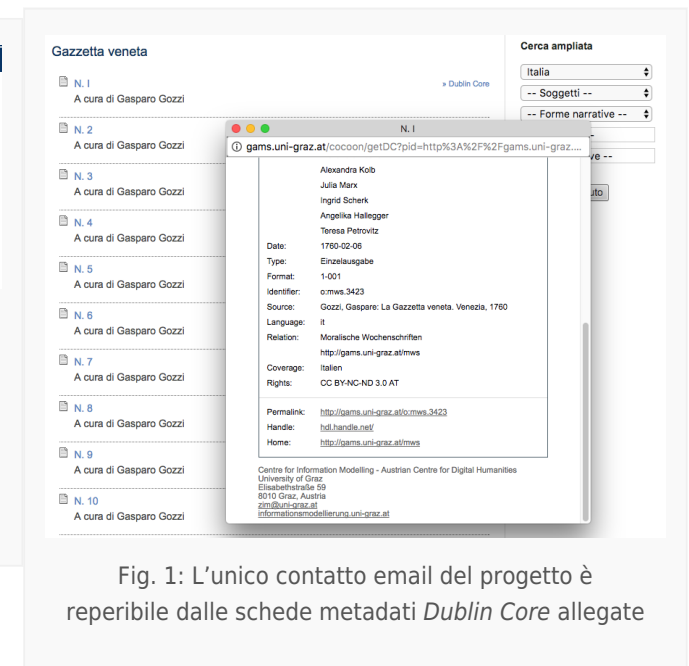 Gazzetta veneta
N. I
» Dublin Core
A cura di Gasparo Gozzi
N. 2
A cura di Gasparo Gozzi
N. 3
A cura di Gasparo Gozzi
N. 4
A cura di Gasparo Gozzi
N. 5
A cura di Gasparo Gozzi
N. 6
A cura di Gasparo Gozzi
N. 7
A cura di Gasparo Gozzi
N. 8
A cura di Gasparo Gozzi
N. 9
A cura di Gasparo Gozzi
N. 10
A cura di Gasparo Gozzi
Cerca ampliata
Italia
-- Soggetti --
-- Forme narrative --
N. I
gams.uni-graz.at/cocoon/getDC?pid=http%3A%2F%2Fgams.uni-graz....
Alexandra Kolb
Julia Marx
Ingrid Scherk
Angelika Hallegger
Teresa Petrovitz
Date: 1760-02-06
Type: Einzelausgabe
Format: 1-001
Identifier: o:mws.3423
Source: Gozzi, Gaspare: La Gazzetta veneta. Venezia, 1760
Language: it
Relation: Moralische Wochenschriften
http://gams.uni-graz.at/mws
Coverage: Italien
Rights: CC BY-NC-ND 3.0 AT
Permalink: http://gams.uni-graz.at/o:mws.3423
Handle: hdl.handle.net/
Home: http://gams.uni-graz.at/mws
Centre for Information Modelling - Austrian Centre for Digital Humanities
University of Graz
Elisabethstraße 59
8010 Graz, Austria
zim@uni-graz.at
informationsmodellierung.uni-graz.at
Fig. 1: L'unico contatto email del progetto è
reperibile dalle schede metadati Dublin Core allegate